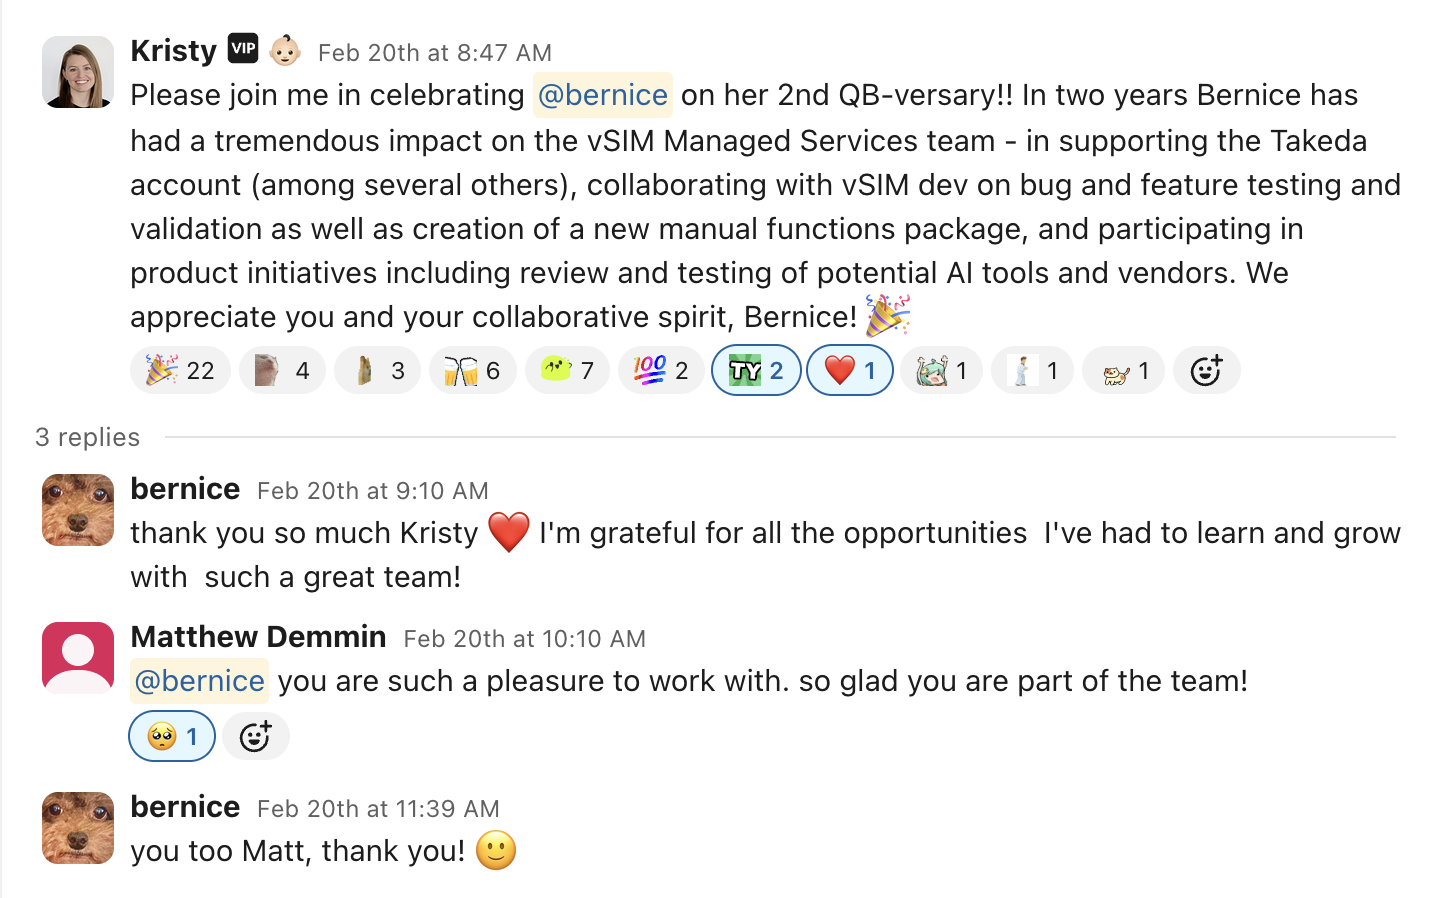 Kristy VIP Feb 20th at 8:47 AM
Please join me in celebrating @bernice on her 2nd QB-versary!! In two years Bernice has
had a tremendous impact on the vSIM Managed Services team - in supporting the Takeda
account (among several others), collaborating with vSIM dev on bug and feature testing and
validation as well as creation of a new manual functions package, and participating in
product initiatives including review and testing of potential AI tools and vendors. We
appreciate you and your collaborative spirit, Bernice!
22 4 3 6 7 100 2 TY 2 1 1 1 1
3 replies
bernice Feb 20th at 9:10 AM
thank you so much Kristy ❤️ I'm grateful for all the opportunities  I've had to learn and grow
with  such a great team!
Matthew Demmin Feb 20th at 10:10 AM
@bernice you are such a pleasure to work with. so glad you are part of the team!
1
bernice Feb 20th at 11:39 AM
you too Matt, thank you! 🙂